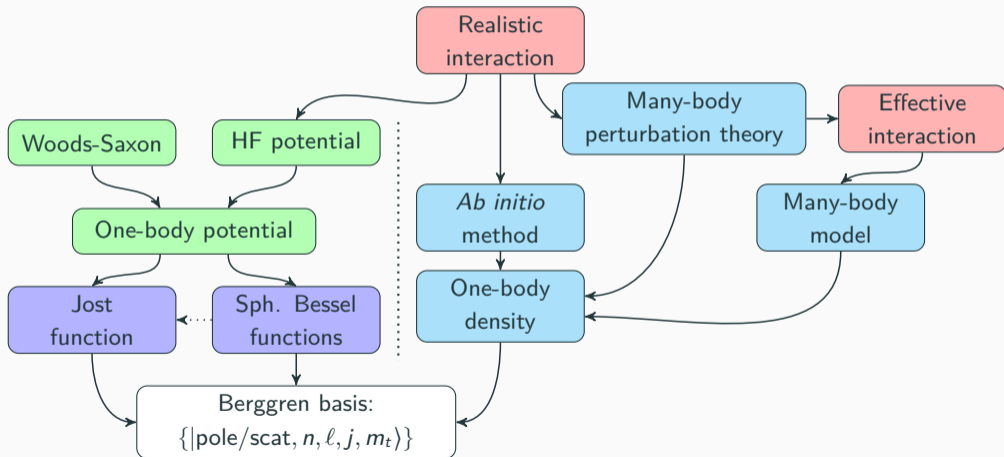 Realistic
interaction
Many-body
perturbation theory
Effective
interaction
Woods-Saxon
HF potential
Ab initio
method
Many-body
model
One-body potential
One-body
density
Jost
function
Sph. Bessel
functions
Berggren basis:
{|pole/scat, n, ℓ, j, mₜ⟩}